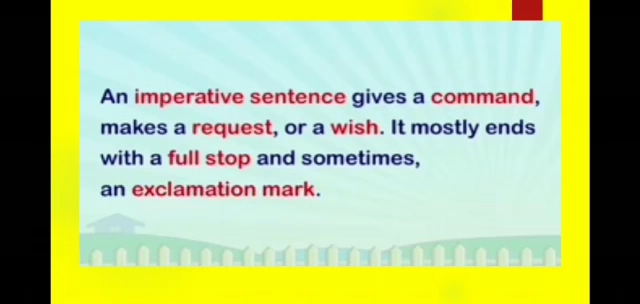 An imperative sentence gives a command,
makes a request, or a wish. It mostly ends
with a full stop and sometimes,
an exclamation mark.